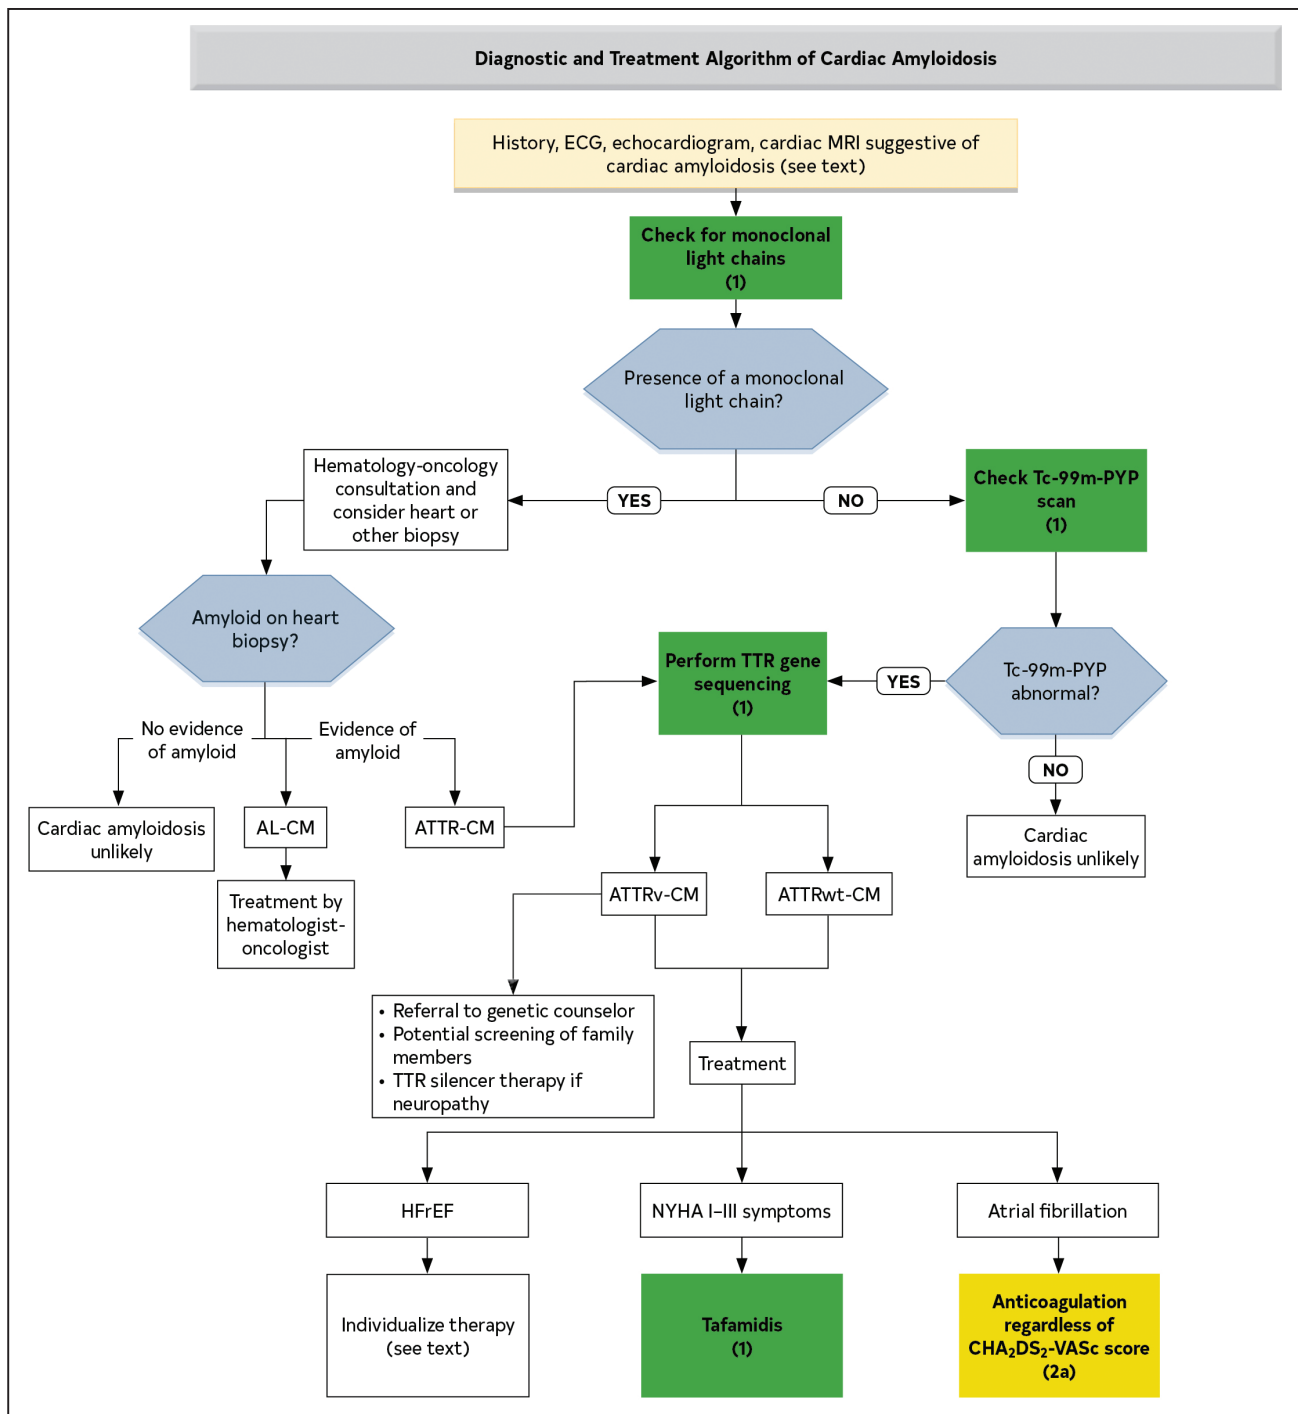 Diagnostic and Treatment Algorithm of Cardiac Amyloidosis
History, ECG, echocardiogram, cardiac MRI suggestive of
cardiac amyloidosis (see text)
Check for monoclonal
light chains
(1)
Presence of a monoclonal
light chain?
YES
NO
Hematology-oncology
consultation and
consider heart or
other biopsy
Check Tc-99m-PYP
scan
(1)
Amyloid on heart
biopsy?
Perform TTR gene
sequencing
(1)
YES
Tc-99m-PYP
abnormal?
No evidence
of amyloid
Evidence of
amyloid
NO
Cardiac amyloidosis
unlikely
AL-CM
ATTR-CM
Cardiac
amyloidosis unlikely
Treatment by
hematologist-
oncologist
ATTRv-CM
ATTRwt-CM
• Referral to genetic counselor
• Potential screening of family
members
• TTR silencer therapy if
neuropathy
Treatment
HFrEF
NYHA I–III symptoms
Atrial fibrillation
Individualize therapy
(see text)
Tafamidis
(1)
Anticoagulation
regardless of
CHA₂DS₂-VASc score
(2a)